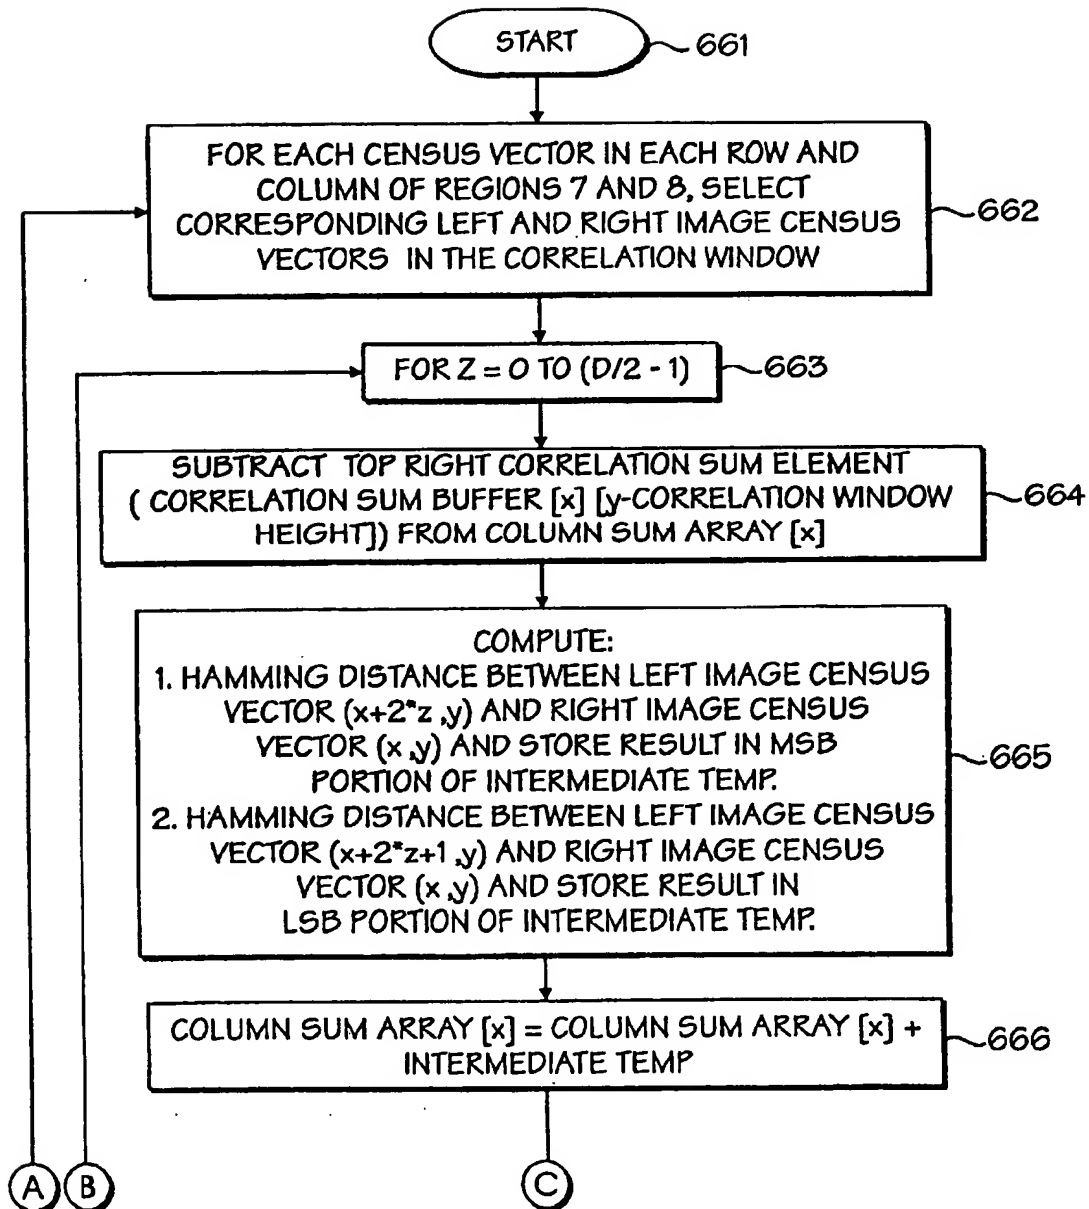 START
661
FOR EACH CENSUS VECTOR IN EACH ROW AND
COLUMN OF REGIONS 7 AND 8, SELECT
CORRESPONDING LEFT AND RIGHT IMAGE CENSUS
VECTORS IN THE CORRELATION WINDOW
662
FOR Z = 0 TO (D/2 - 1)
663
SUBTRACT TOP RIGHT CORRELATION SUM ELEMENT
( CORRELATION SUM BUFFER [x] [y-CORRELATION WINDOW
HEIGHT]) FROM COLUMN SUM ARRAY [x]
664
COMPUTE:
1. HAMMING DISTANCE BETWEEN LEFT IMAGE CENSUS
VECTOR (x+2*z ,y) AND RIGHT IMAGE CENSUS
VECTOR (x ,y) AND STORE RESULT IN MSB
PORTION OF INTERMEDIATE TEMP.
2. HAMMING DISTANCE BETWEEN LEFT IMAGE CENSUS
VECTOR (x+2*z+1 ,y) AND RIGHT IMAGE CENSUS
VECTOR (x ,y) AND STORE RESULT IN
LSB PORTION OF INTERMEDIATE TEMP.
665
COLUMN SUM ARRAY [x] = COLUMN SUM ARRAY [x] +
INTERMEDIATE TEMP
666
A
B
C